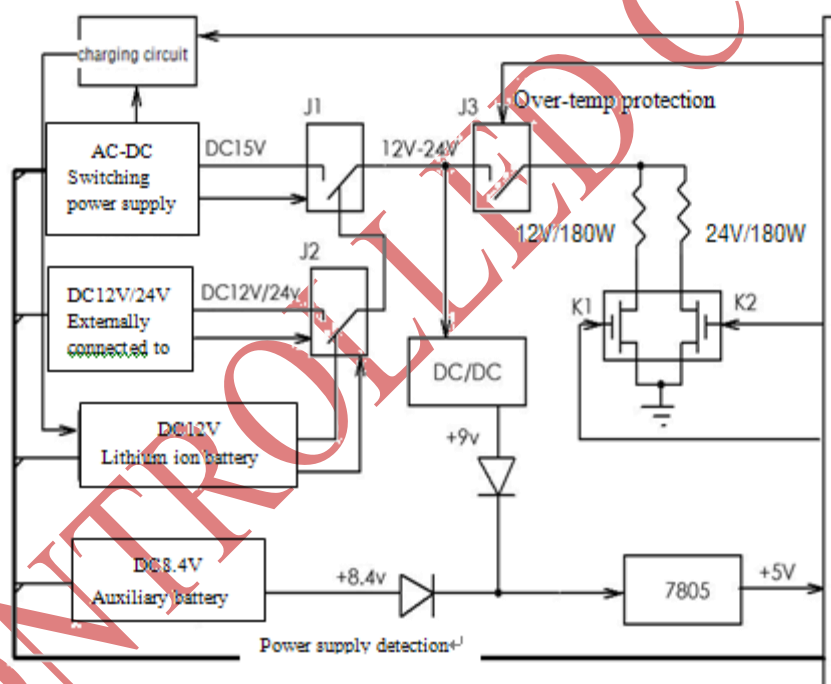 charging circuit
AC-DC
Switching
power supply
DC15V
J1
12V-24V
J3
Over-temp protection
12V/180W
24V/180W
DC12V/24V
Externally
connected to
DC12V/24v
J2
K1
K2
DC/DC
+9v
DC12V
Lithium ion battery
DC8.4V
Auxiliary battery
+8.4v
7805
+5V
Power supply detection↵
NTROLLED C